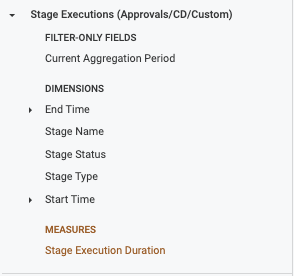 Stage Executions (Approvals/CD/Custom)
FILTER-ONLY FIELDS
Current Aggregation Period
DIMENSIONS
End Time
Stage Name
Stage Status
Stage Type
Start Time
MEASURES
Stage Execution Duration